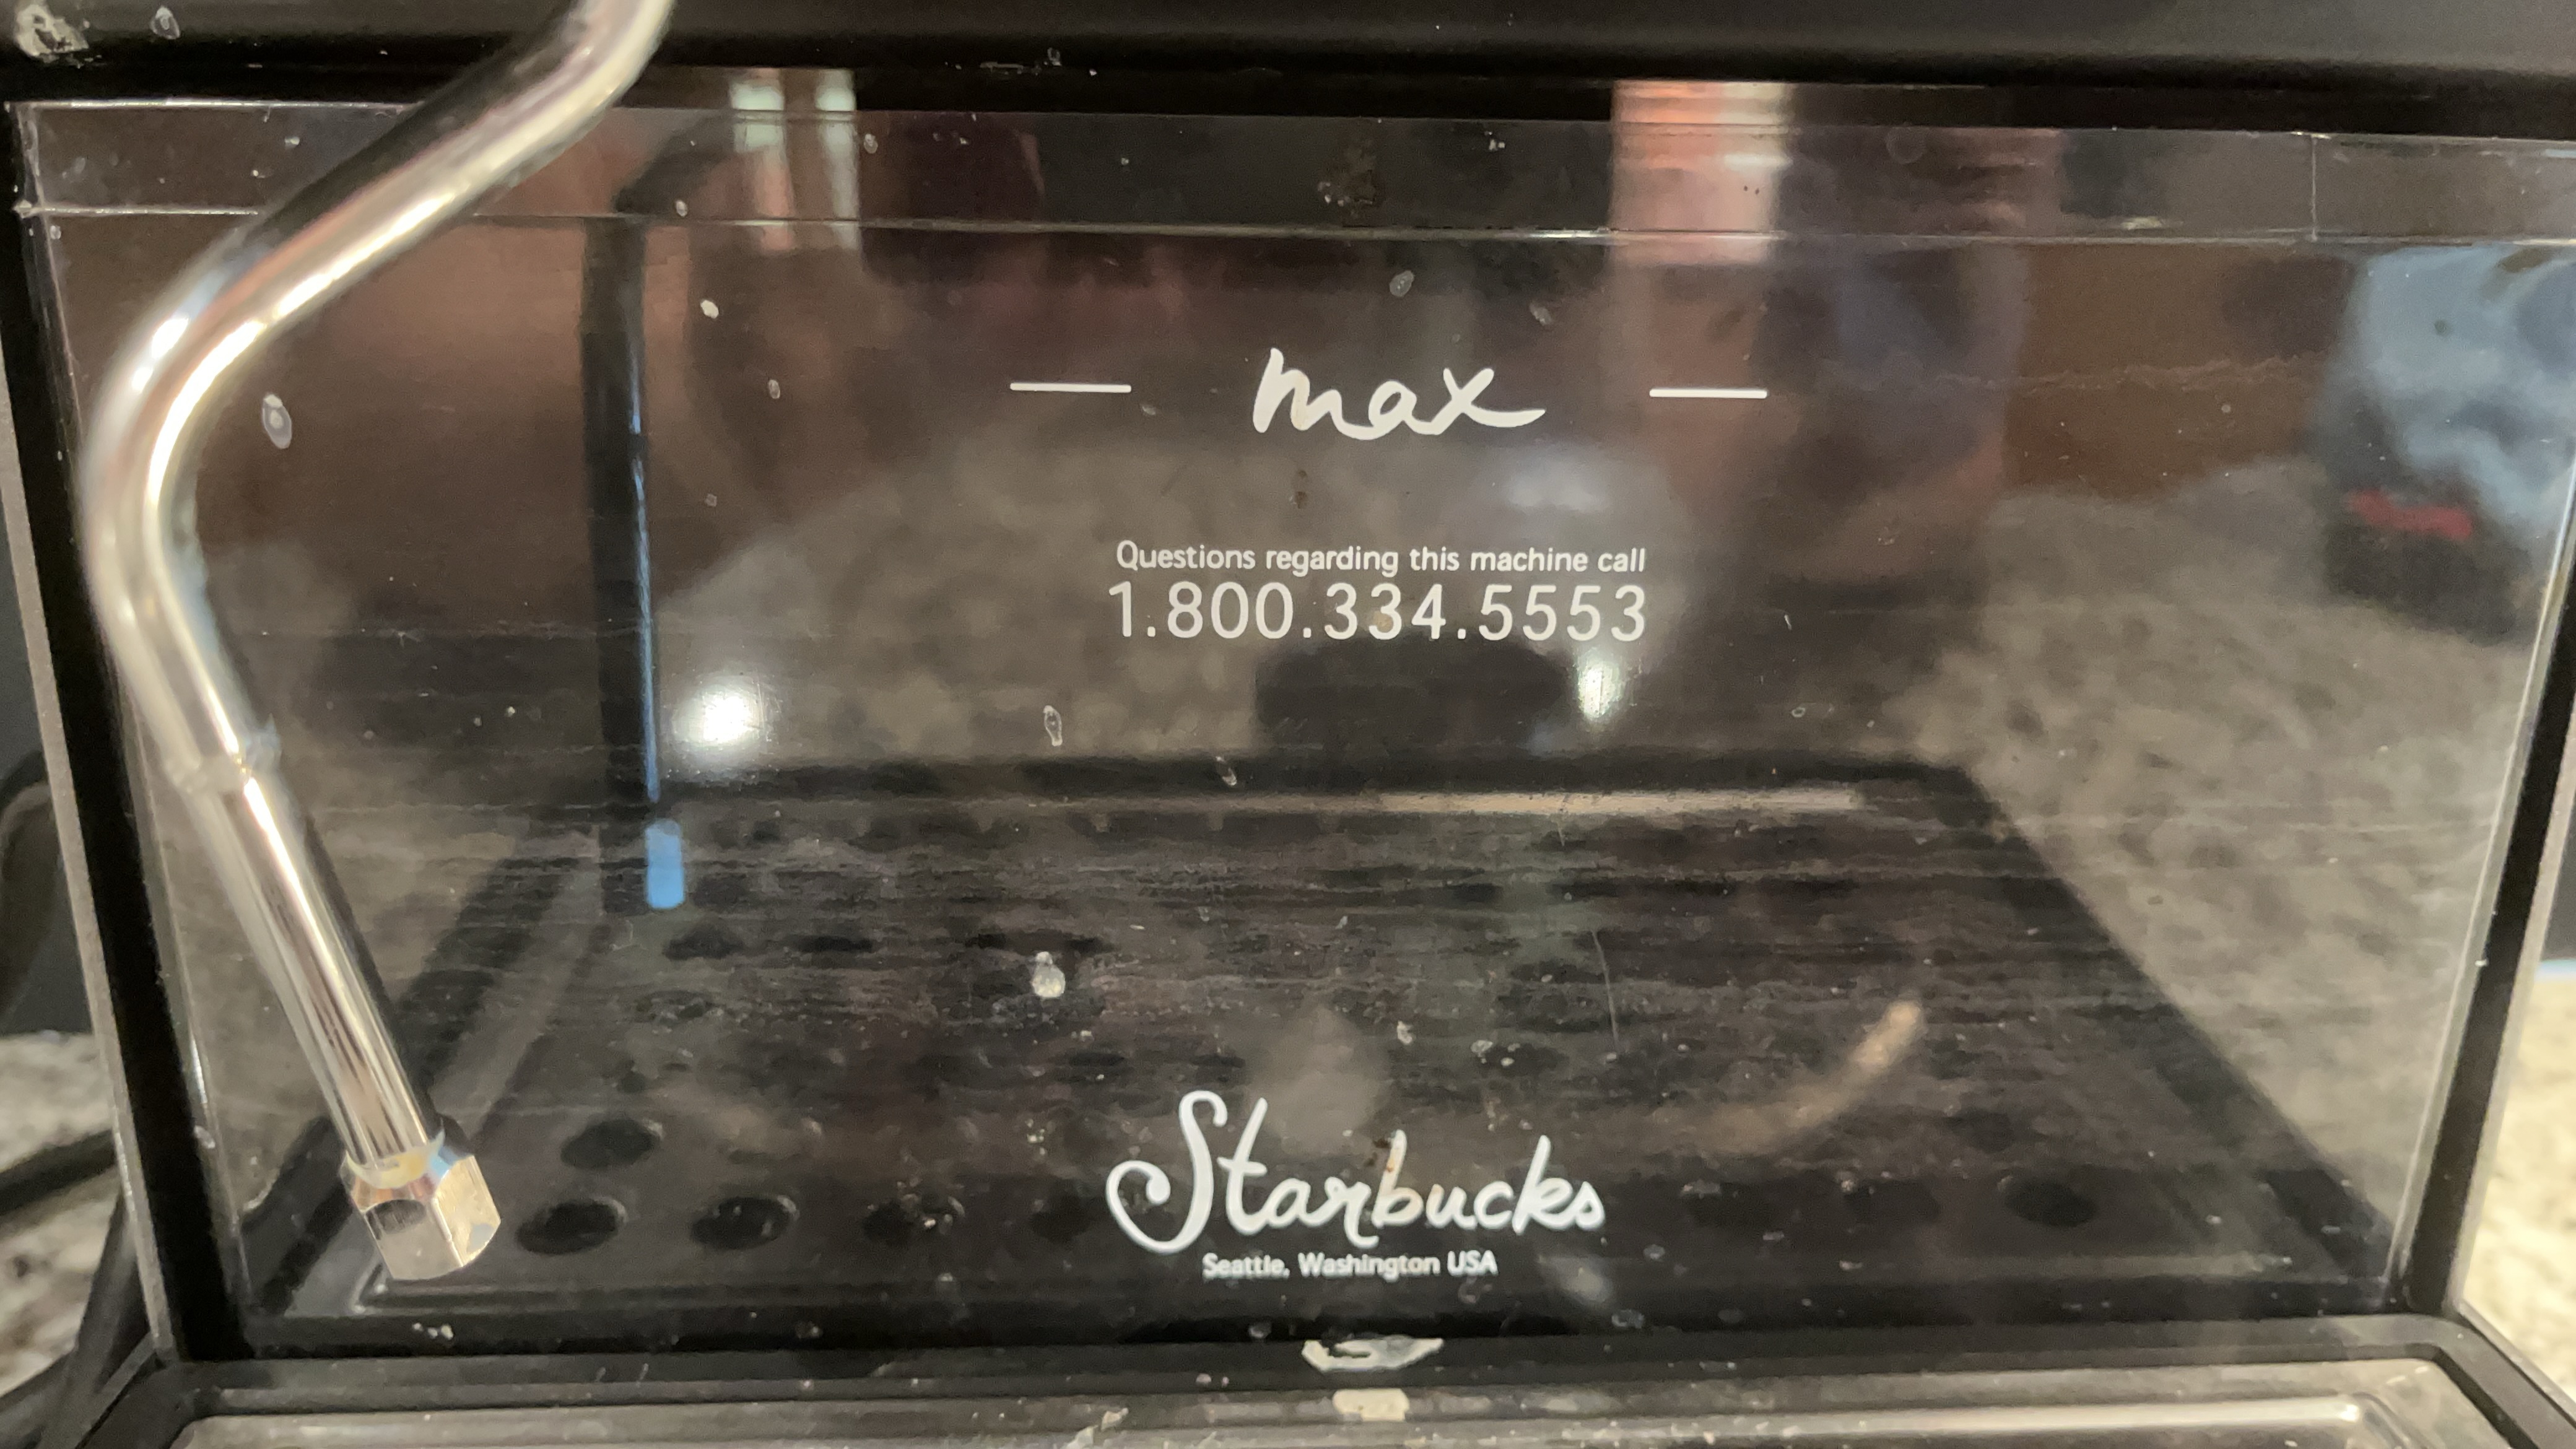 max
Questions regarding this machine call
1.800.334.5553
Starbucks
Seattle, Washington USA